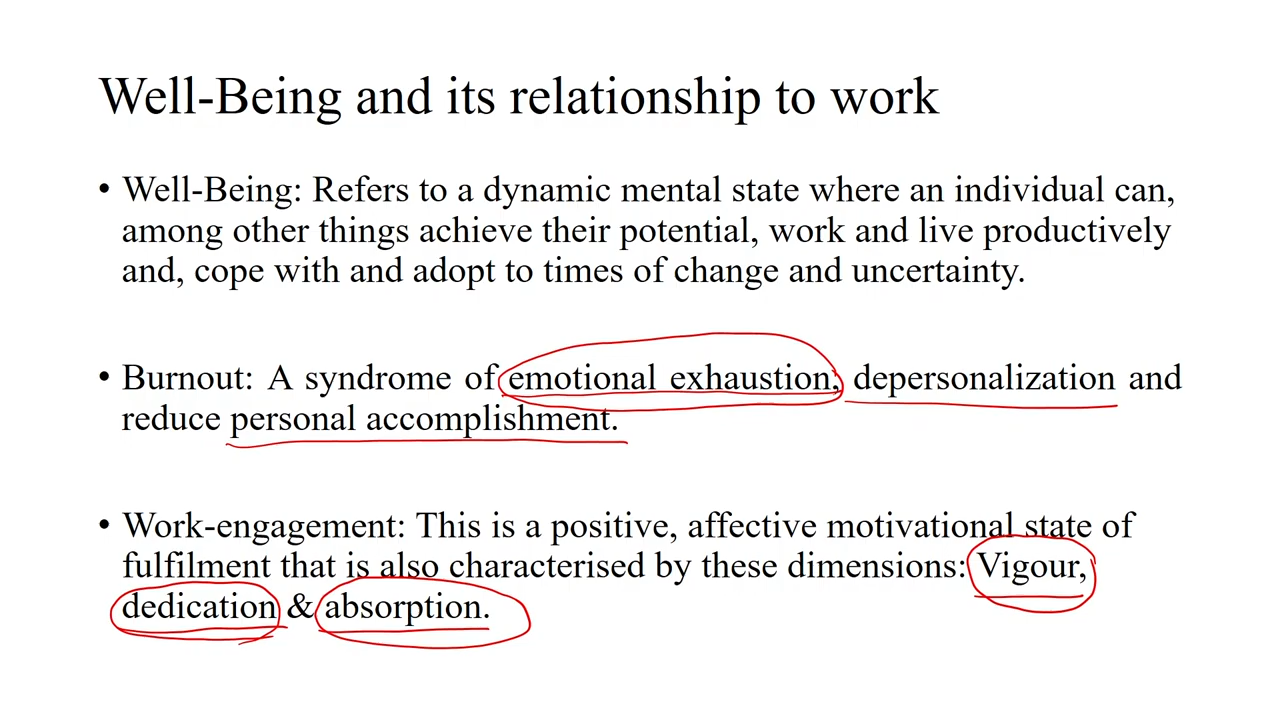 Well-Being and its relationship to work
• Well-Being: Refers to a dynamic mental state where an individual can,
among other things achieve their potential, work and live productively
and, cope with and adopt to times of change and uncertainty.
• Burnout: A syndrome of emotional exhaustion, depersonalization and
reduce personal accomplishment.
• Work-engagement: This is a positive, affective motivational state of
fulfilment that is also characterised by these dimensions: Vigour,
dedication & absorption.